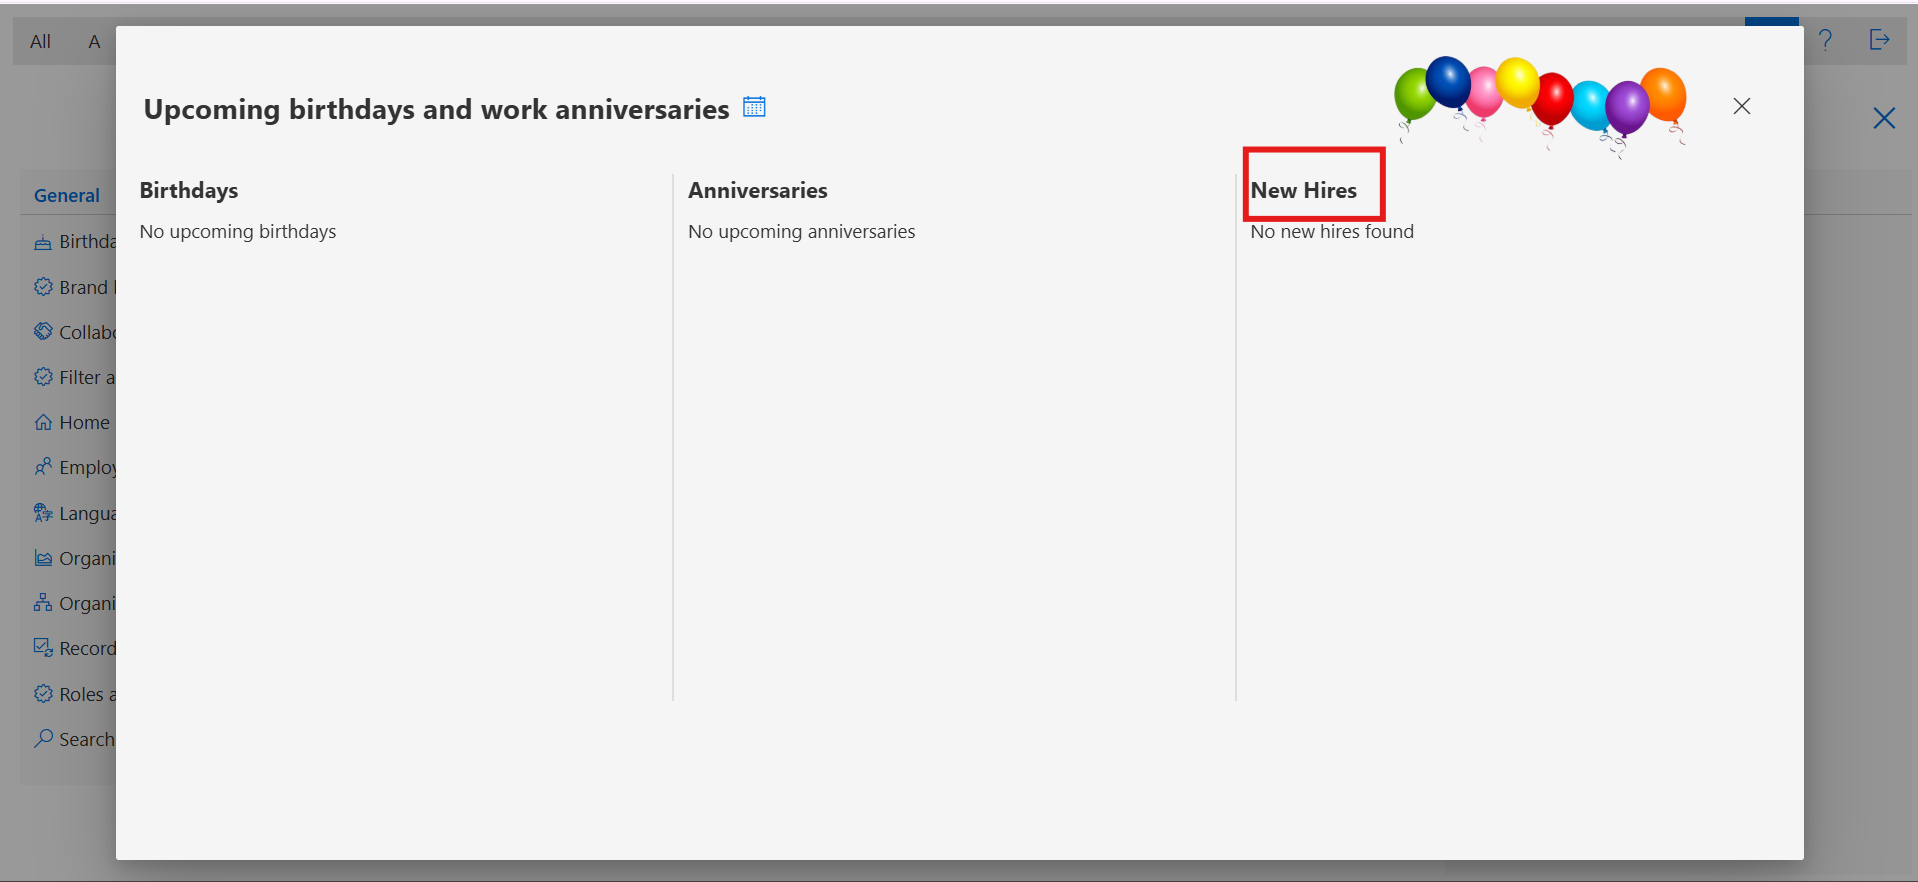 All A
Upcoming birthdays and work anniversaries
Birthdays
No upcoming birthdays
Anniversaries
No upcoming anniversaries
New Hires
No new hires found
General
Birthda
Brand
Collabo
Filter a
Home
Employ
Langua
Organi
Organi
Record
Roles a
Search